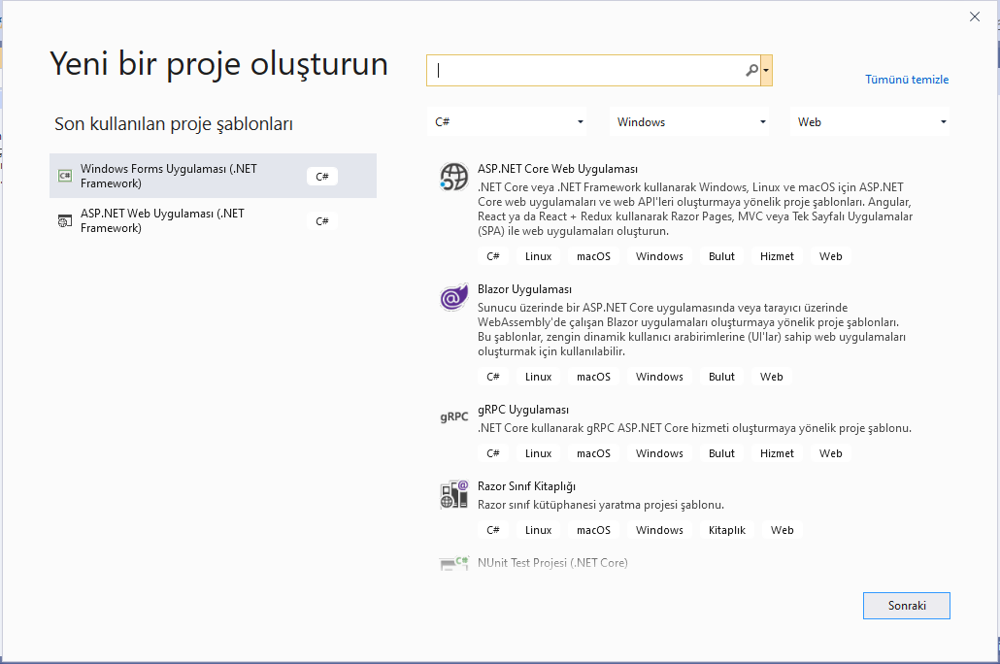 Yeni bir proje oluşturun
Tümünü temizle
Son kullanılan proje şablonları
C#
Windows
Web
Windows Forms Uygulaması (.NET
Framework)
C#
ASP.NET Web Uygulaması (.NET
Framework)
C#
ASP.NET Core Web Uygulaması
.NET Core veya .NET Framework kullanarak Windows, Linux ve macOS için ASP.NET
Core web uygulamaları ve web API'leri oluşturmaya yönelik proje şablonları. Angular,
React ya da React + Redux kullanarak Razor Pages, MVC veya Tek Sayfalı Uygulamalar
(SPA) ile web uygulamaları oluşturun.
C# Linux macOS Windows Bulut Hizmet Web
Blazor Uygulaması
Sunucu üzerinde bir ASP.NET Core uygulamasında veya tarayıcı üzerinde
WebAssembly'de çalışan Blazor uygulamaları oluşturmaya yönelik proje şablonları.
Bu şablonlar, zengin dinamik kullanıcı arabirimlerine (UI'lar) sahip web uygulamaları
oluşturmak için kullanılabilir.
C# Linux macOS Windows Bulut Web
gRPC
gRPC Uygulaması
.NET Core kullanarak gRPC ASP.NET Core hizmeti oluşturmaya yönelik proje şablonu.
C# Linux macOS Windows Bulut Hizmet Web
Razor Sınıf Kitaplığı
Razor sınıf kütüphanesi yaratma projesi şablonu.
C# Linux macOS Windows Kitaplık Web
NUnit Test Projesi (.NET Core)
Sonraki